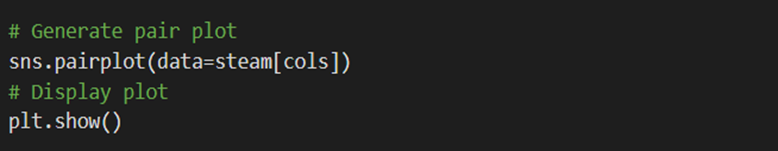 # Generate pair plot
sns.pairplot(data=steam[cols])
# Display plot
plt.show()